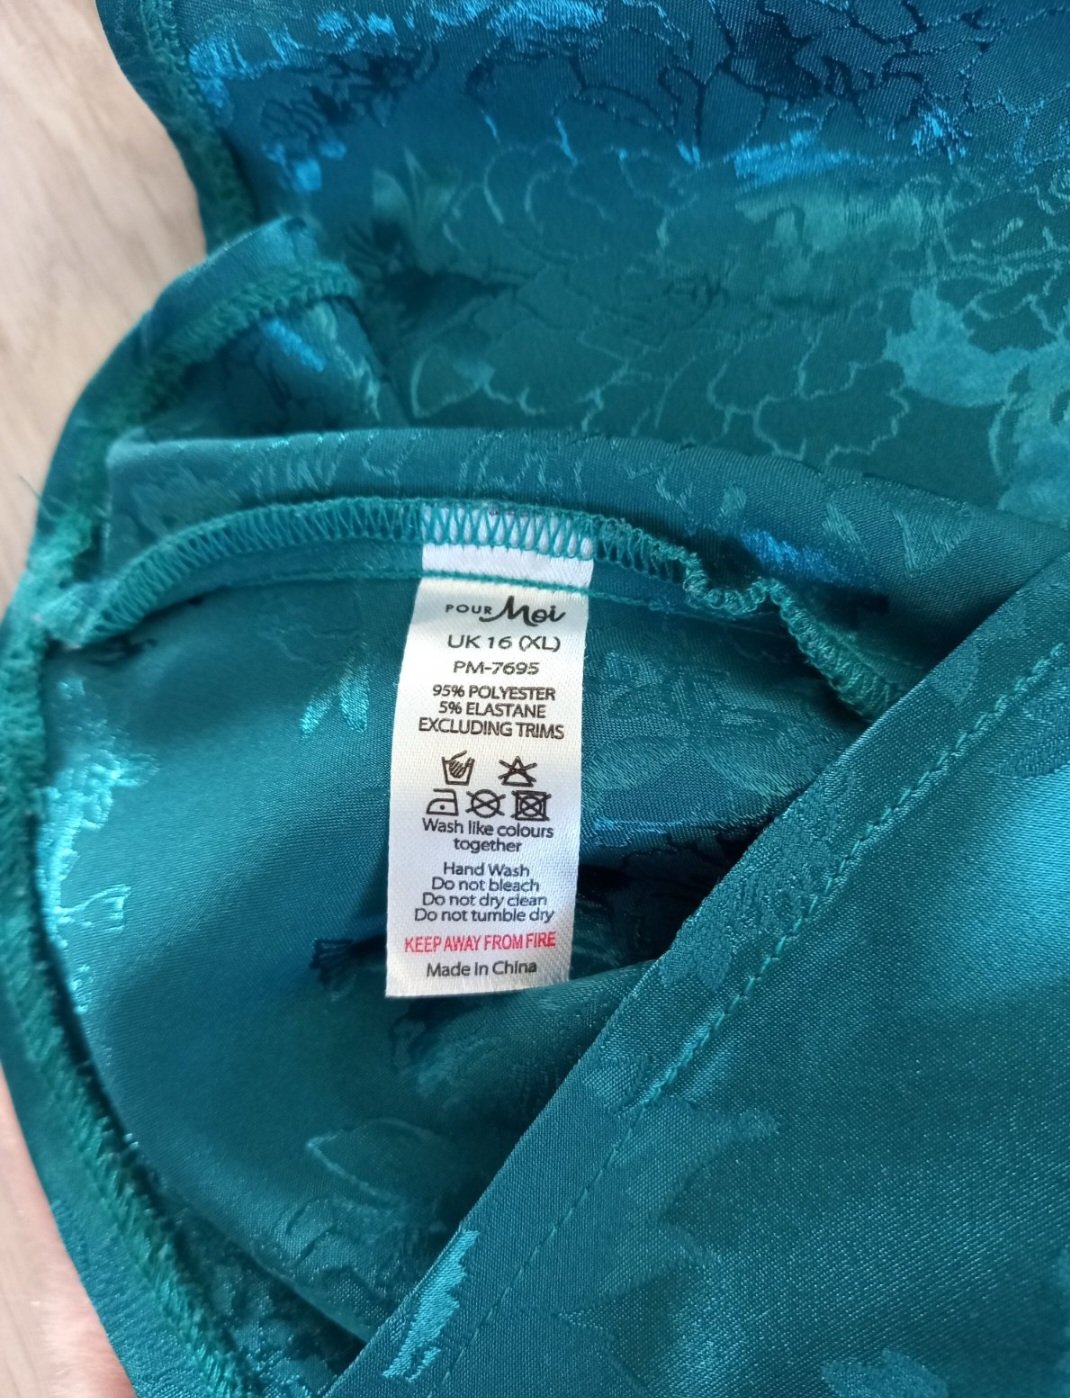 POUR Moi
UK 16 (XL)
PM-7695
95% POLYESTER
5% ELASTANE
EXCLUDING TRIMS
Wash like colours
together
Hand Wash
Do not bleach
Do not dry clean
Do not tumble dry
KEEP AWAY FROM FIRE
Made in China